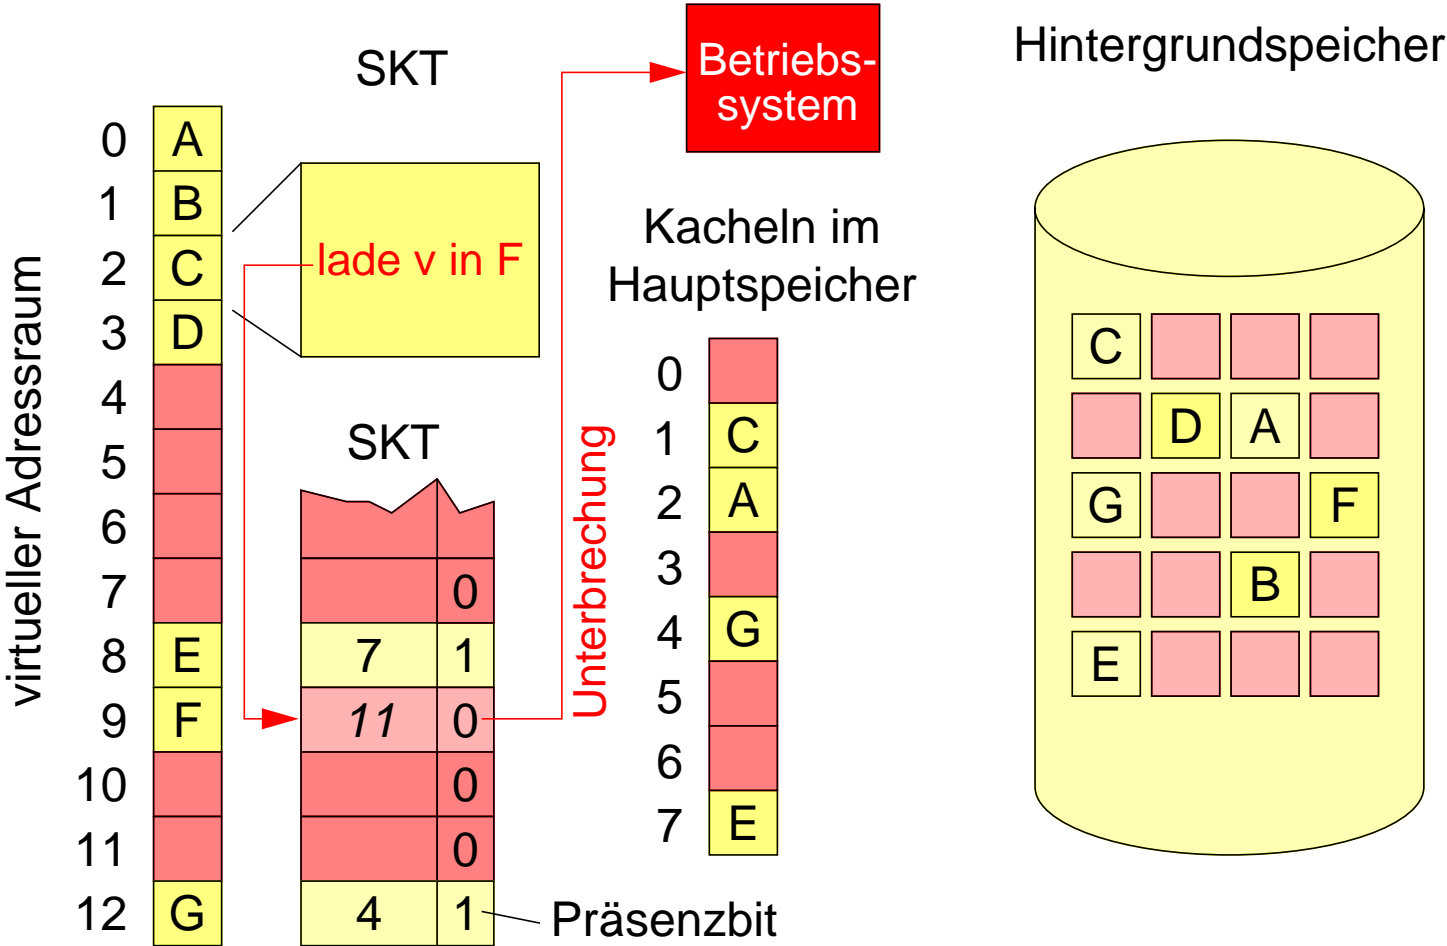 SKT
Betriebs-
system
Hintergrundspeicher
virtueller Adressraum
0 A
1 B
2 C
3 D
4
5
6
7
8 E
9 F
10
11
12 G
lade v in F
SKT
0
7 1
11 0
0
0
4 1
Präsenzbit
Unterbrechung
Kacheln im
Hauptspeicher
0
1 C
2 A
3
4 G
5
6
7 E
C
D A
G F
B
E